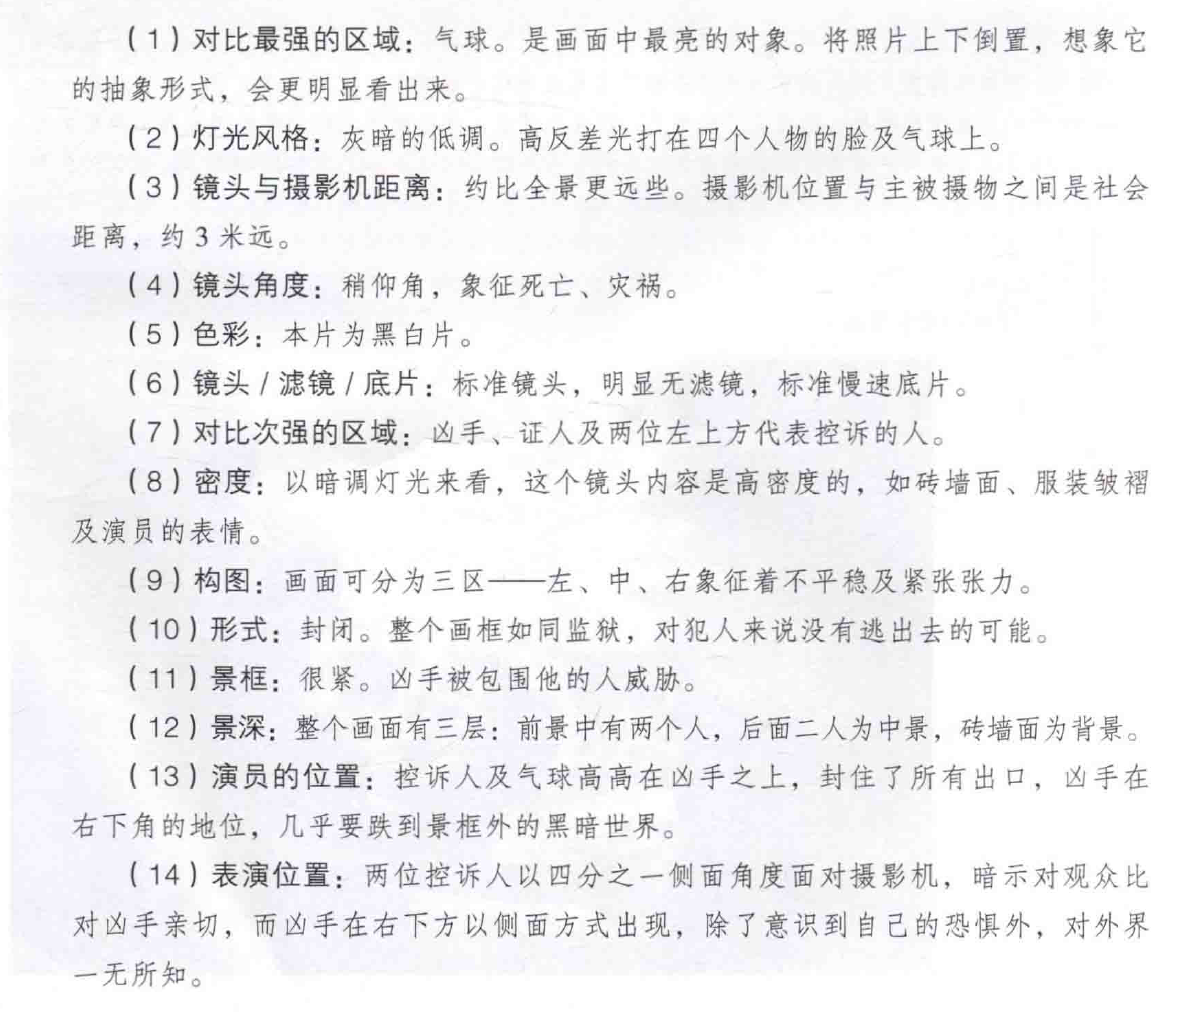 （1）对比最强的区域：气球。是画面中最亮的对象。将照片上下倒置，想象它
的抽象形式，会更明显看出来。
（2）灯光风格：灰暗的低调。高反差光打在四个人物的脸及气球上。
（3）镜头与摄影机距离：约比全景更远些。摄影机位置与主被摄物之间是社会
距离，约 3 米远。
（4）镜头角度：稍仰角，象征死亡、灾祸。
（5）色彩：本片为黑白片。
（6）镜头 / 滤镜 / 底片：标准镜头，明显无滤镜，标准慢速底片。
（7）对比次强的区域：凶手、证人及两位左上方代表控诉的人。
（8）密度：以暗调灯光来看，这个镜头内容是高密度的，如砖墙面、服装皱褶
及演员的表情。
（9）构图：画面可分为三区——左、中、右象征着不平稳及紧张张力。
（10）形式：封闭。整个画框如同监狱，对犯人来说没有逃出去的可能。
（11）景框：很紧。凶手被包围他的人威胁。
（12）景深：整个画面有三层：前景中有两个人，后面二人为中景，砖墙面为背景。
（13）演员的位置：控诉人及气球高高在凶手之上，封住了所有出口，凶手在
右下角的地位，几乎要跌到景框外的黑暗世界。
（14）表演位置：两位控诉人以四分之一侧面角度面对摄影机，暗示对观众比
对凶手亲切，而凶手在右下方以侧面方式出现，除了意识到自己的恐惧外，对外界
一无所知。